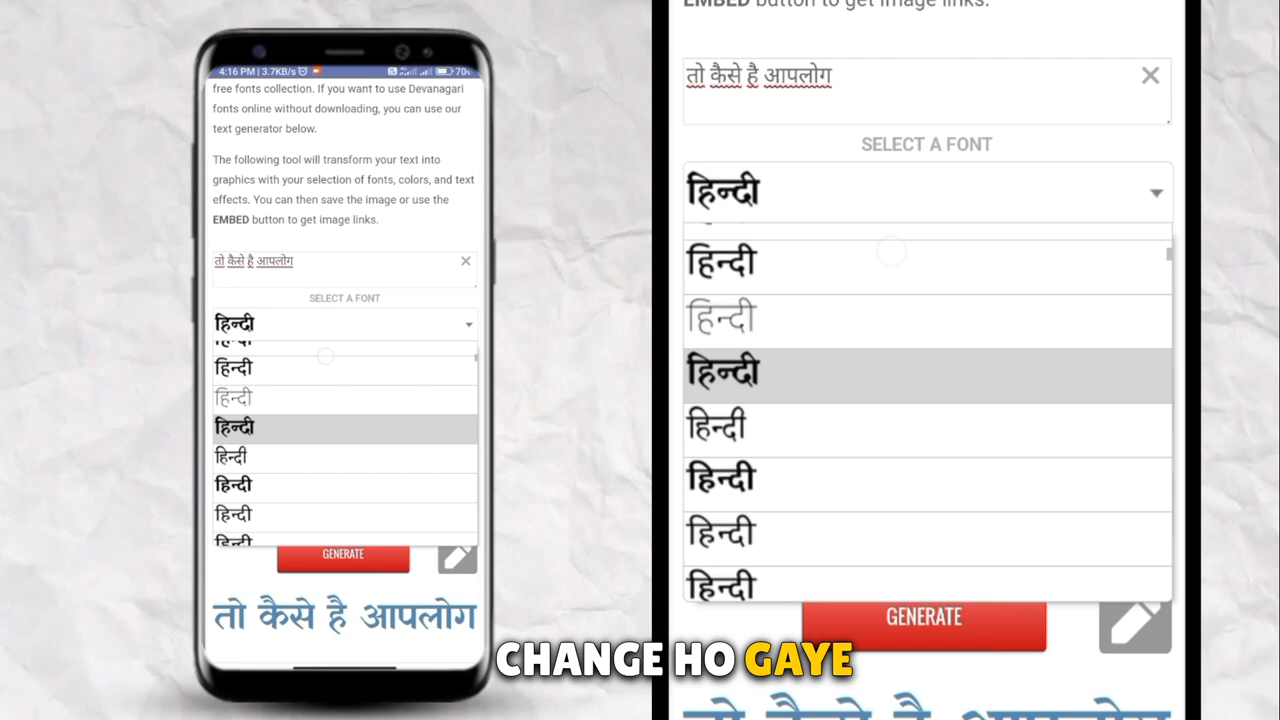 4:16 PM | 3.7KB/s
70
free fonts collection. If you want to use Devanagari
fonts online without downloading, you can use our
text generator below.
The following tool will transform your text into
graphics with your selection of fonts, colors, and text
effects. You can then save the image or use the
EMBED button to get image links.
तो कैसे है आपलोग
SELECT A FONT
हिन्दी
हिन्दी
हिन्दी
हिन्दी
हिन्दी
हिन्दी
हिन्दी
हिन्दी
हिन्दी
GENERATE
तो कैसे है आपलोग
EMBED button to get image links.
तो कैसे है आपलोग
SELECT A FONT
हिन्दी
हिन्दी
हिन्दी
हिन्दी
हिन्दी
हिन्दी
हिन्दी
हिन्दी
GENERATE
तो कैसे है आपलोग
CHANGE HO GAYE